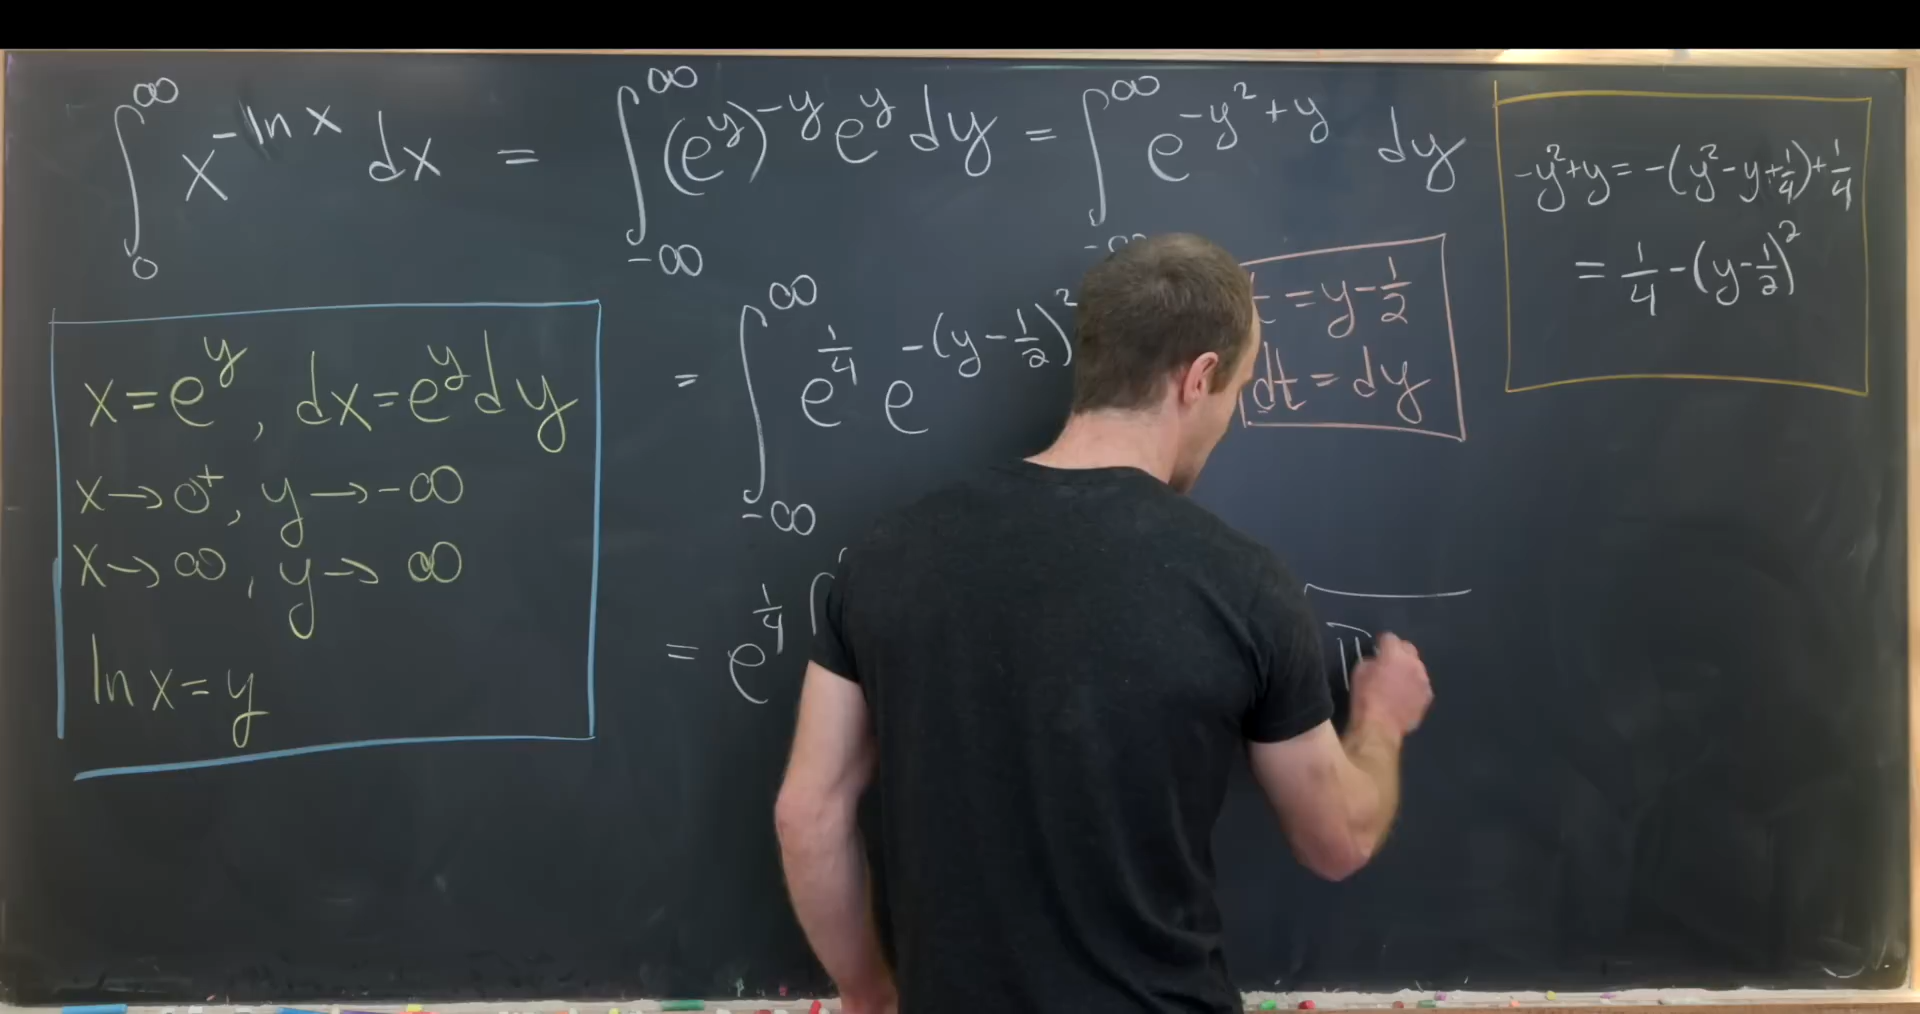 ∫₀^∞ x^(-ln x) dx = ∫_(-∞)^∞ (e^y)^(-y) e^y dy = ∫_(-∞)^∞ e^(-y²+y) dy
= ∫_(-∞)^∞ e^(1/4) e^(-(y-1/2)²)
= e^(1/4) ∫
x = e^y, dx = e^y dy
x → 0⁺, y → -∞
x → ∞, y → ∞
ln x = y
t = y - 1/2
dt = dy
-y²+y = -(y²-y+1/4)+1/4
= 1/4 - (y-1/2)²
π